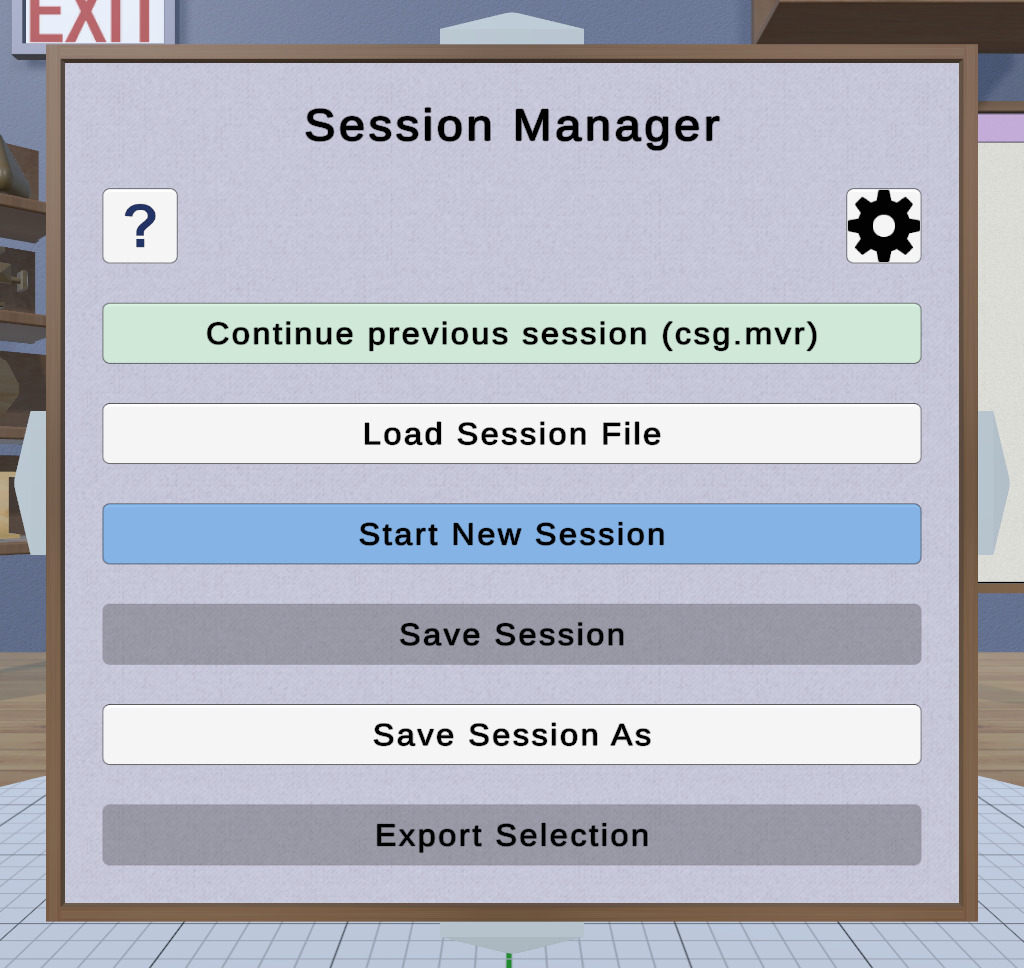 EXIT
Session Manager
?
Continue previous session (csg.mvr)
Load Session File
Start New Session
Save Session
Save Session As
Export Selection